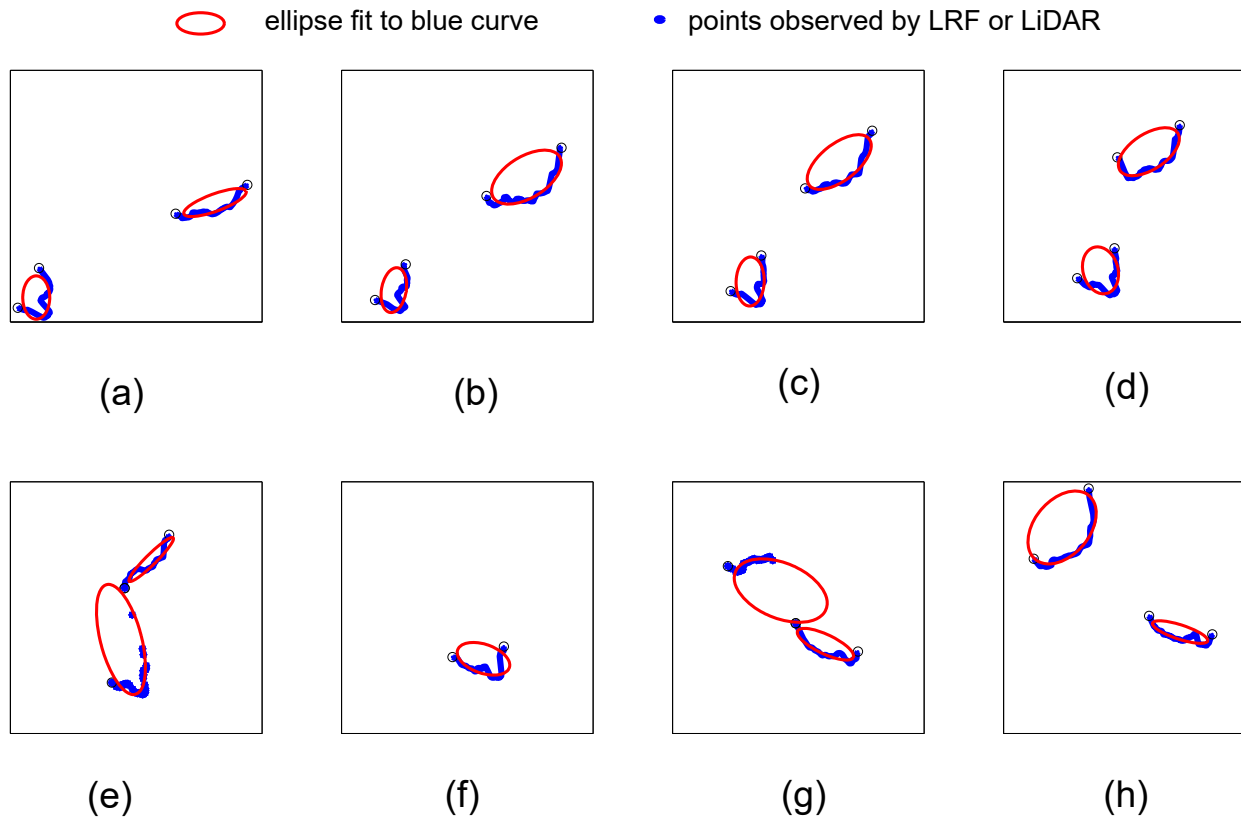 ellipse fit to blue curve points observed by LRF or LiDAR
(a) (b) (c) (d)
(e) (f) (g) (h)